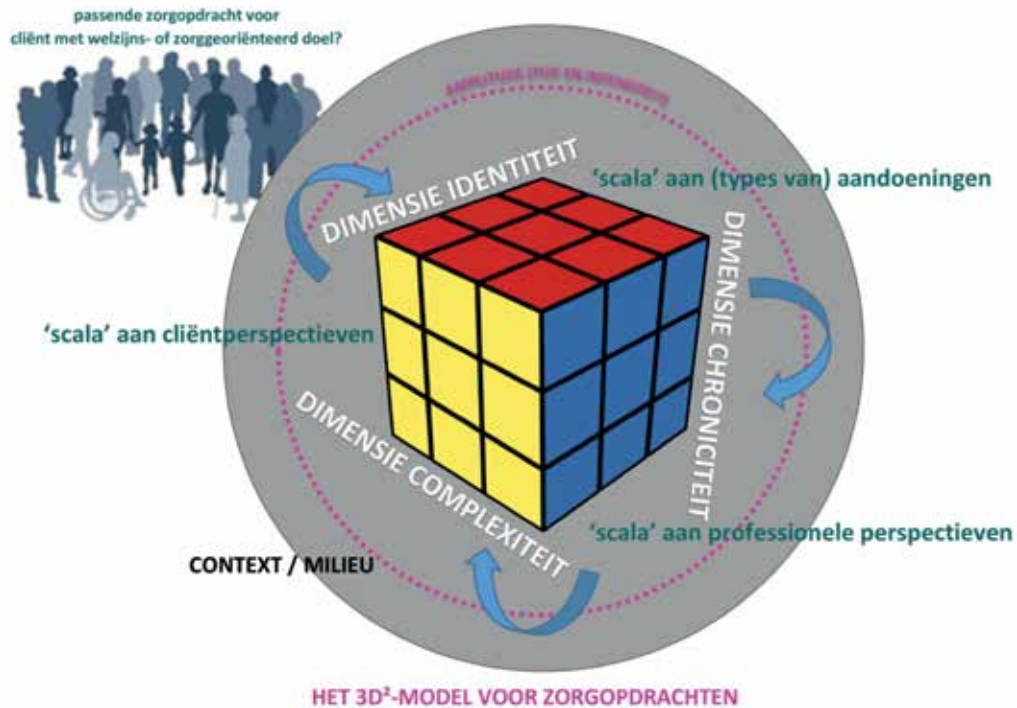 passende zorgopdracht voor
cliënt met welzijns- of zorggeoriënteerd doel?
DIMENSIE IDENTITEIT
'scala' aan (types van) aandoeningen
DIMENSIE CHRONICITEIT
'scala' aan cliëntperspectieven
DIMENSIE COMPLEXITEIT
'scala' aan professionele perspectieven
CONTEXT / MILIEU
HET 3D²-MODEL VOOR ZORGOPDRACHTEN